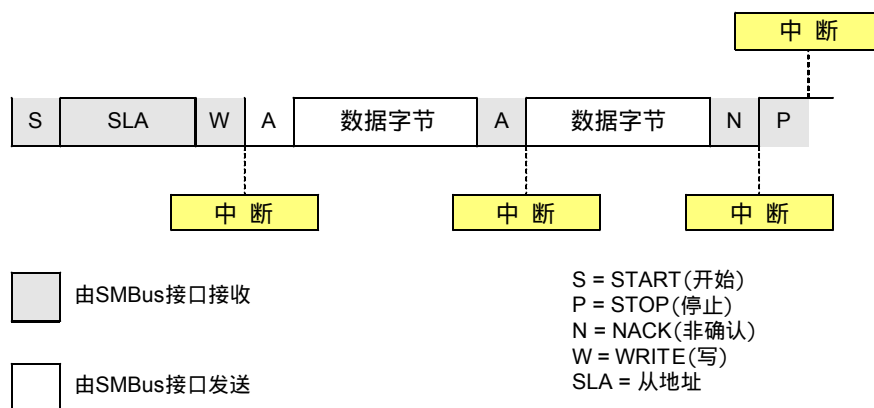 中 断
S SLA W A 数据字节 A 数据字节 N P
中 断 中 断 中 断
由SMBus接口接收
由SMBus接口发送
S = START(开始)
P = STOP(停止)
N = NACK(非确认)
W = WRITE(写)
SLA = 从地址